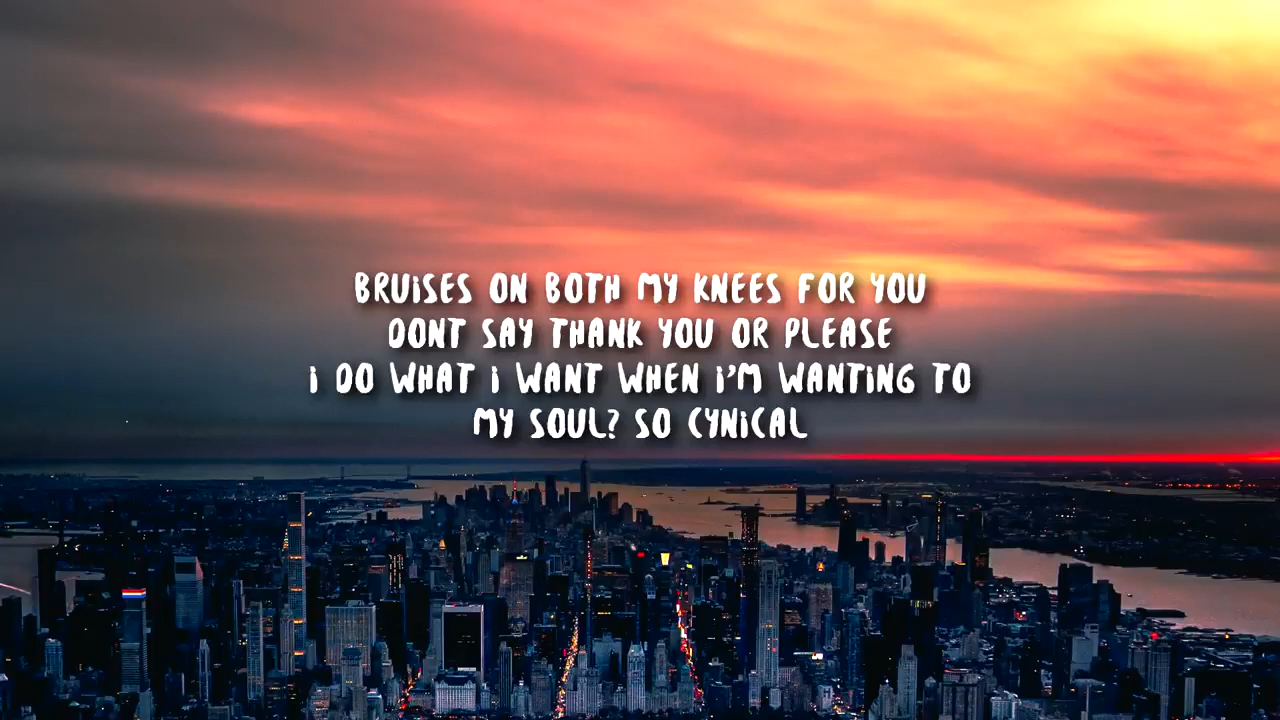 BRUISES ON BOTH MY KNEES FOR YOU
DONT SAY THANK YOU OR PLEASE
i DO WHAT i WANT WHEN i'M WANTiNG TO
MY SOUL? SO CYNiCAL